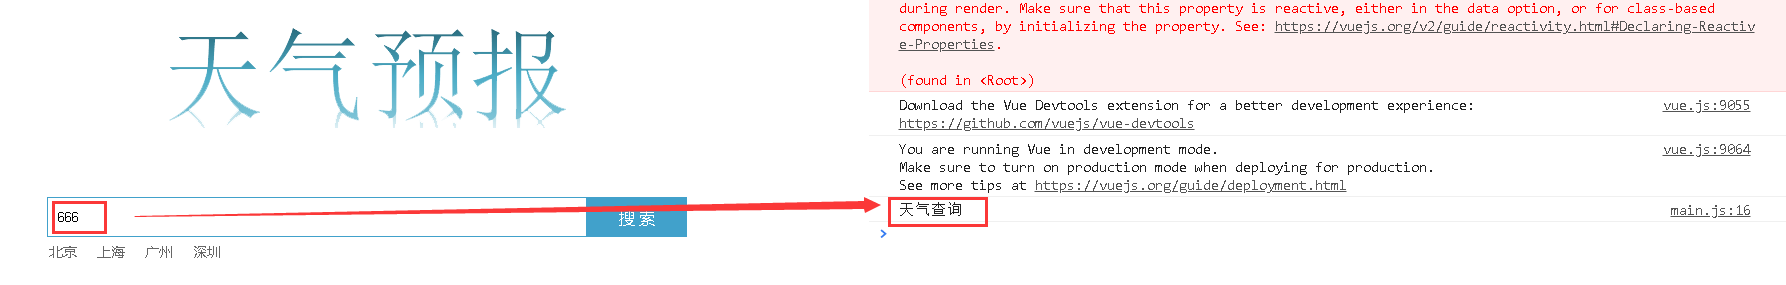 天气预报
666
搜索
北京 上海 广州 深圳
during render. Make sure that this property is reactive, either in the data option, or for class-based
components, by initializing the property. See: https://vuejs.org/v2/guide/reactivity.html#Declaring-Reactiv
e-Properties.
(found in <Root>)
Download the Vue Devtools extension for a better development experience: vue.js:9055
https://github.com/vuejs/vue-devtools
You are running Vue in development mode. vue.js:9064
Make sure to turn on production mode when deploying for production.
See more tips at https://vuejs.org/guide/deployment.html
天气查询 main.js:16
>